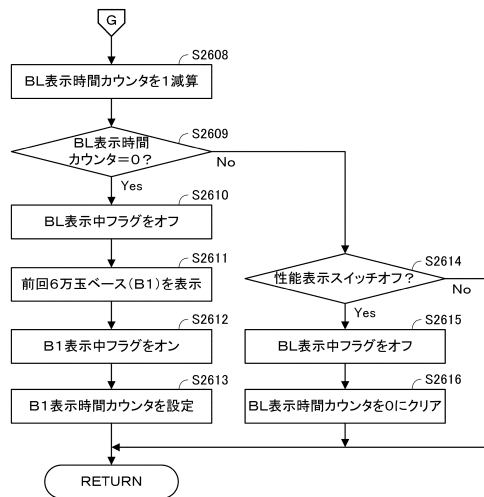 G
S2608
BL表示時間カウンタを1減算
S2609
BL表示時間
カウンタ=0?
No
Yes
S2610
BL表示中フラグをオフ
S2611
前回6万玉ベース(B1)を表示
S2612
B1表示中フラグをオン
S2613
B1表示時間カウンタを設定
S2614
性能表示スイッチオフ?
No
Yes
S2615
BL表示中フラグをオフ
S2616
BL表示時間カウンタを0にクリア
RETURN